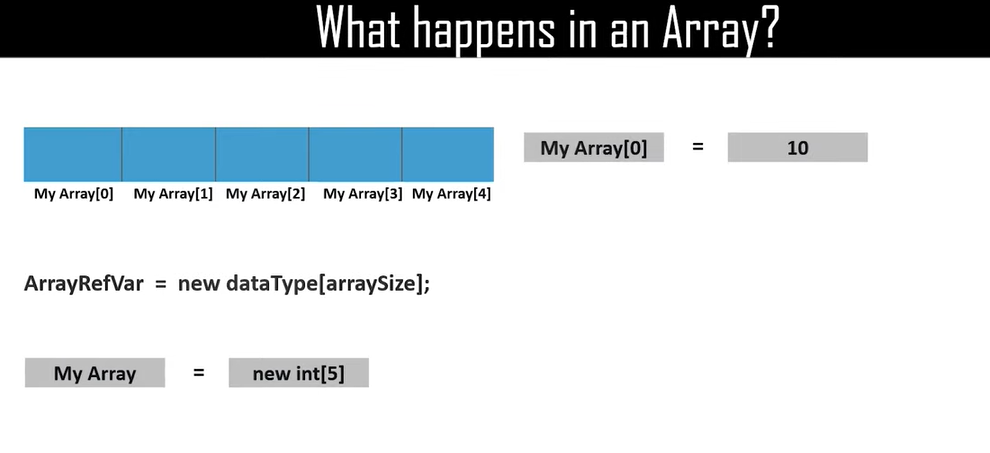 What happens in an Array?
My Array[0] = 10
My Array[0] My Array[1] My Array[2] My Array[3] My Array[4]
ArrayRefVar = new dataType[arraySize];
My Array = new int[5]